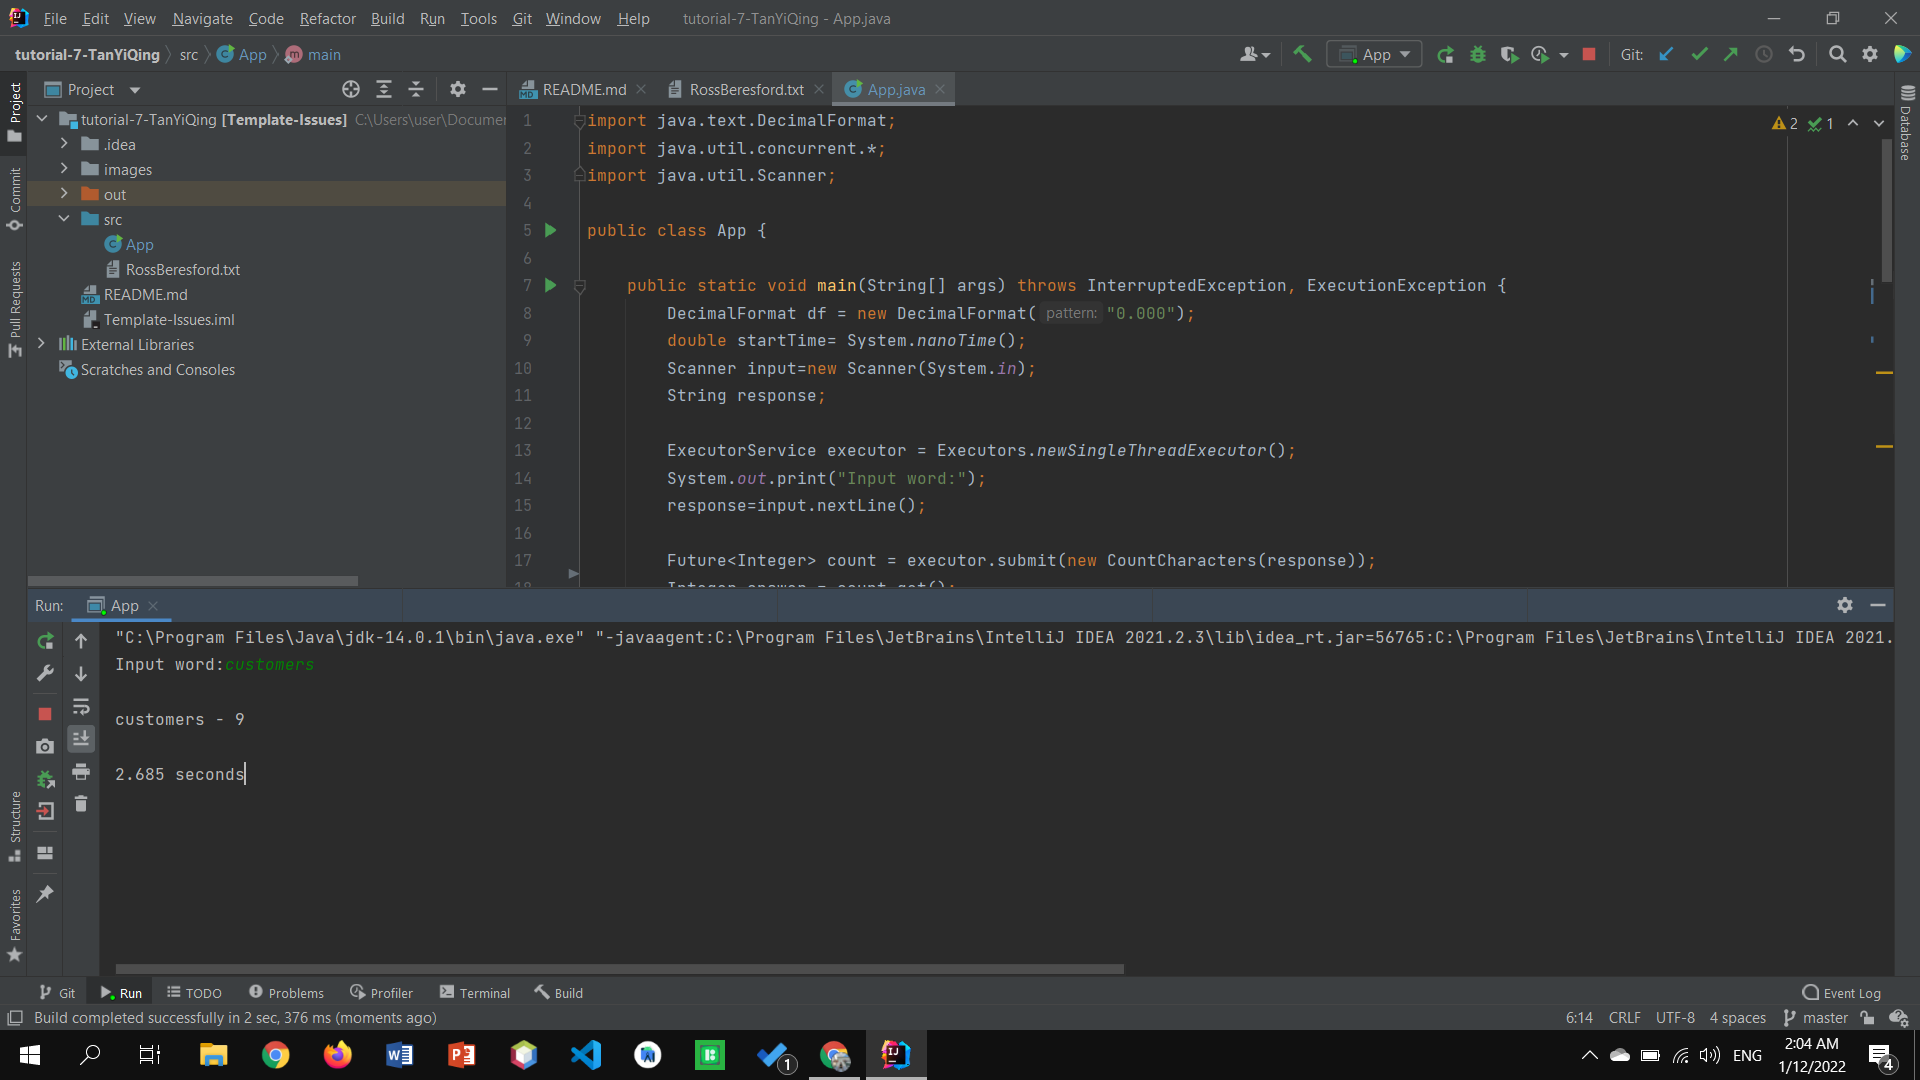 File Edit View Navigate Code Refactor Build Run Tools Git Window Help tutorial-7-TanYiQing - App.java
tutorial-7-TanYiQing src App main
App Git:
Project
README.md RossBeresford.txt App.java
Project
Commit
Pull Requests
Structure
Favorites
Database
tutorial-7-TanYiQing [Template-Issues] C:\Users\user\Documer
.idea
images
out
src
App
RossBeresford.txt
README.md
Template-Issues.iml
External Libraries
Scratches and Consoles
2 1
1 import java.text.DecimalFormat;
2 import java.util.concurrent.*;
3 import java.util.Scanner;
4
5 public class App {
6
7 public static void main(String[] args) throws InterruptedException, ExecutionException {
8 DecimalFormat df = new DecimalFormat( pattern: "0.000");
9 double startTime= System.nanoTime();
10 Scanner input=new Scanner(System.in);
11 String response;
12
13 ExecutorService executor = Executors.newSingleThreadExecutor();
14 System.out.print("Input word:");
15 response=input.nextLine();
16
17 Future<Integer> count = executor.submit(new CountCharacters(response));
18 Integer answer = count.get();
Run: App
"C:\Program Files\Java\jdk-14.0.1\bin\java.exe" "-javaagent:C:\Program Files\JetBrains\IntelliJ IDEA 2021.2.3\lib\idea_rt.jar=56765:C:\Program Files\JetBrains\IntelliJ IDEA 2021.
Input word:customers
customers - 9
2.685 seconds
Git Run TODO Problems Profiler Terminal Build Event Log
Build completed successfully in 2 sec, 376 ms (moments ago) 6:14 CRLF UTF-8 4 spaces master
1
ENG
2:04 AM
1/12/2022
4